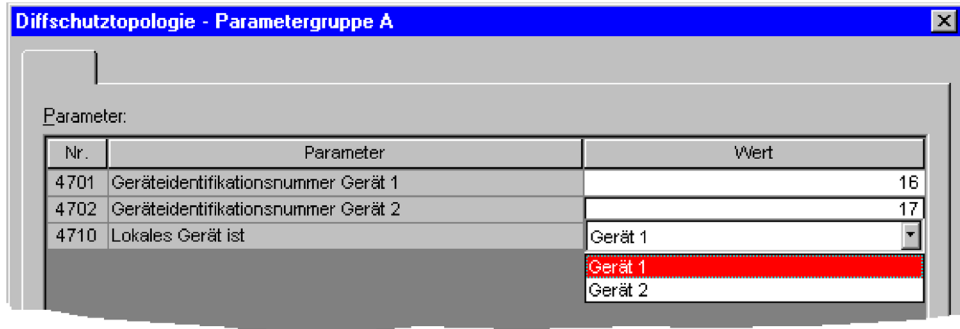 Diffschutztopologie - Parametergruppe A
Parameter:
Nr. Parameter Wert
4701 Geräteidentifikationsnummer Gerät 1 16
4702 Geräteidentifikationsnummer Gerät 2 17
4710 Lokales Gerät ist Gerät 1
Gerät 1
Gerät 2